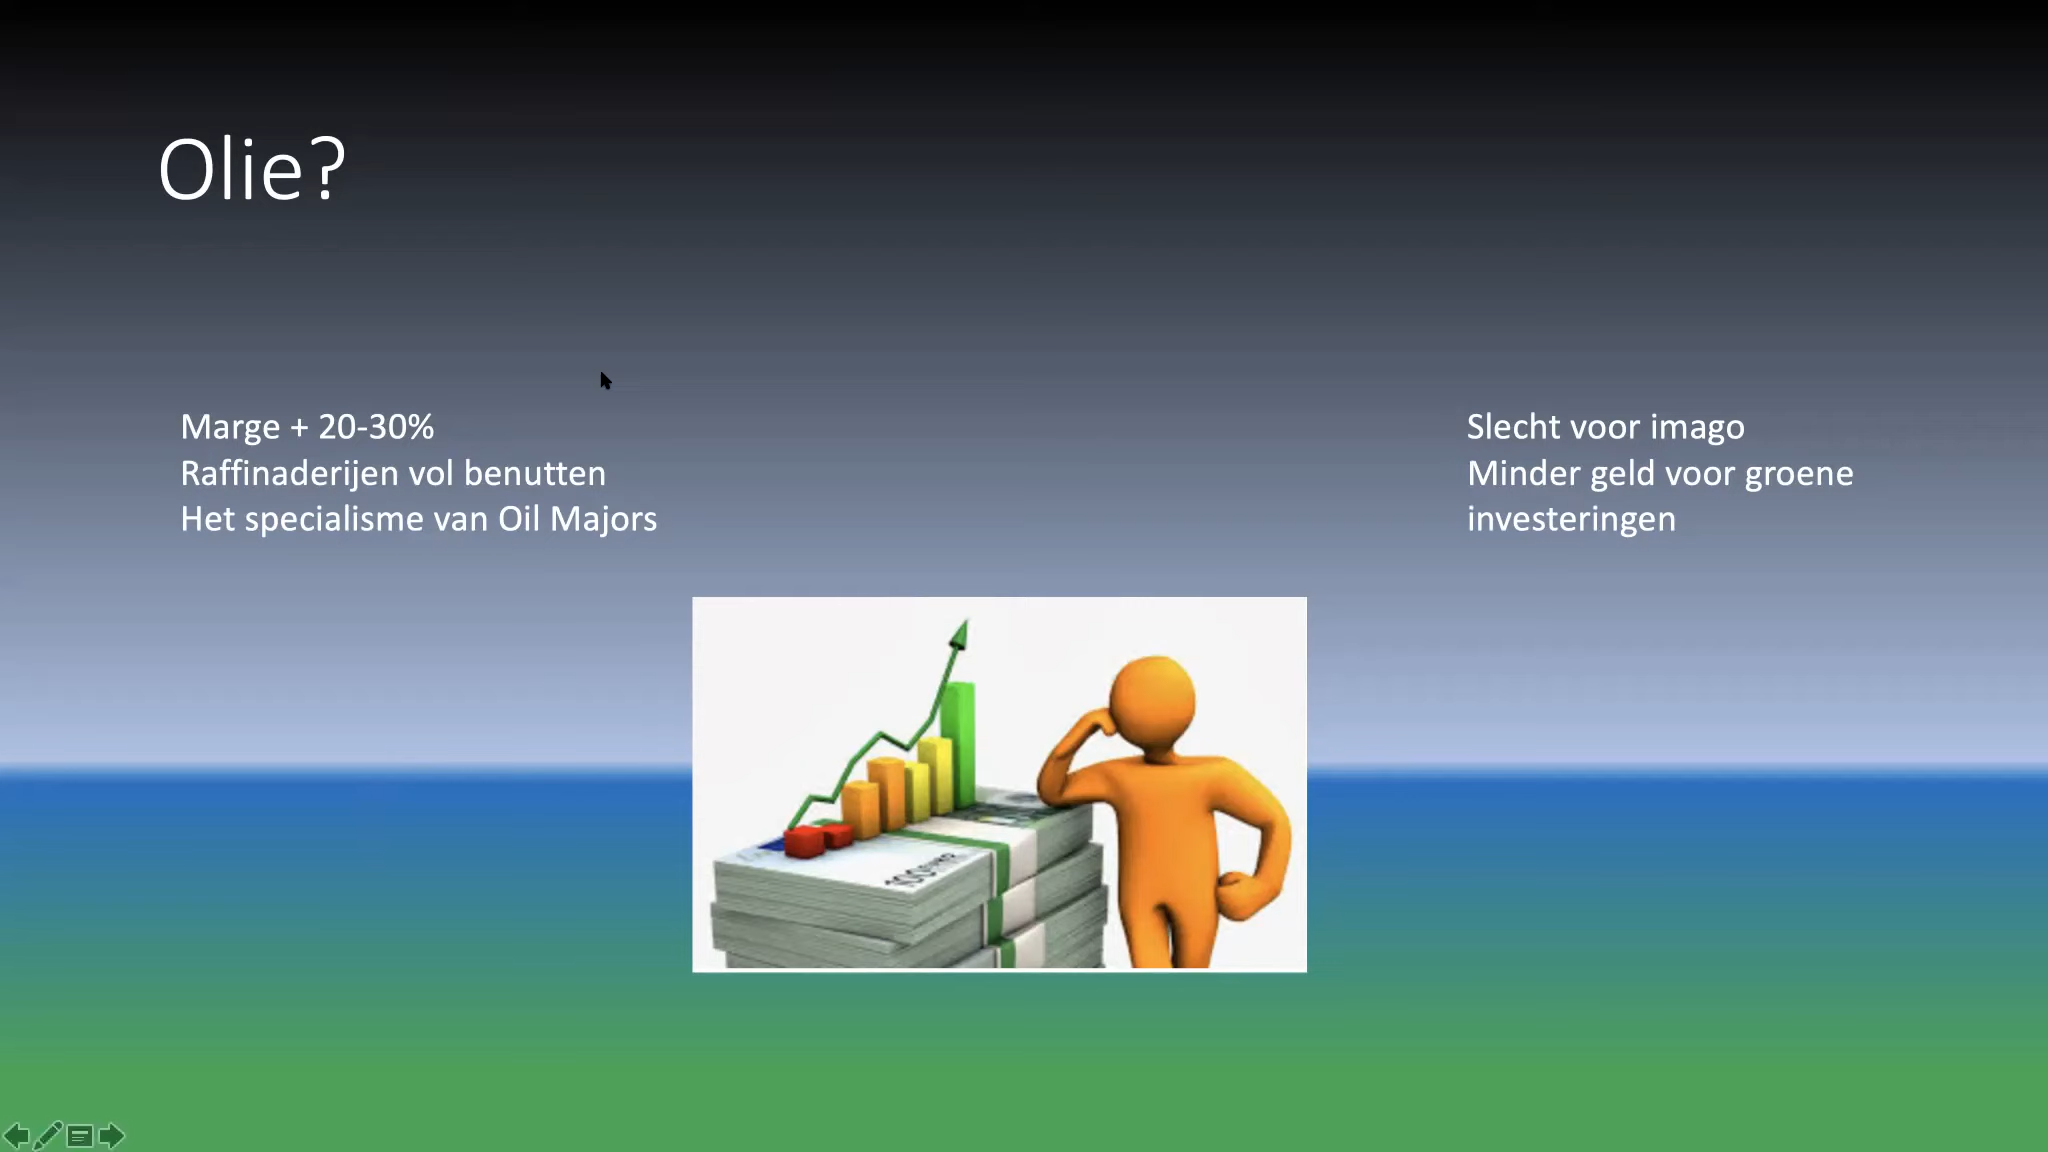 Olie?
Marge + 20-30%
Raffinaderijen vol benutten
Het specialisme van Oil Majors
Slecht voor imago
Minder geld voor groene
investeringen